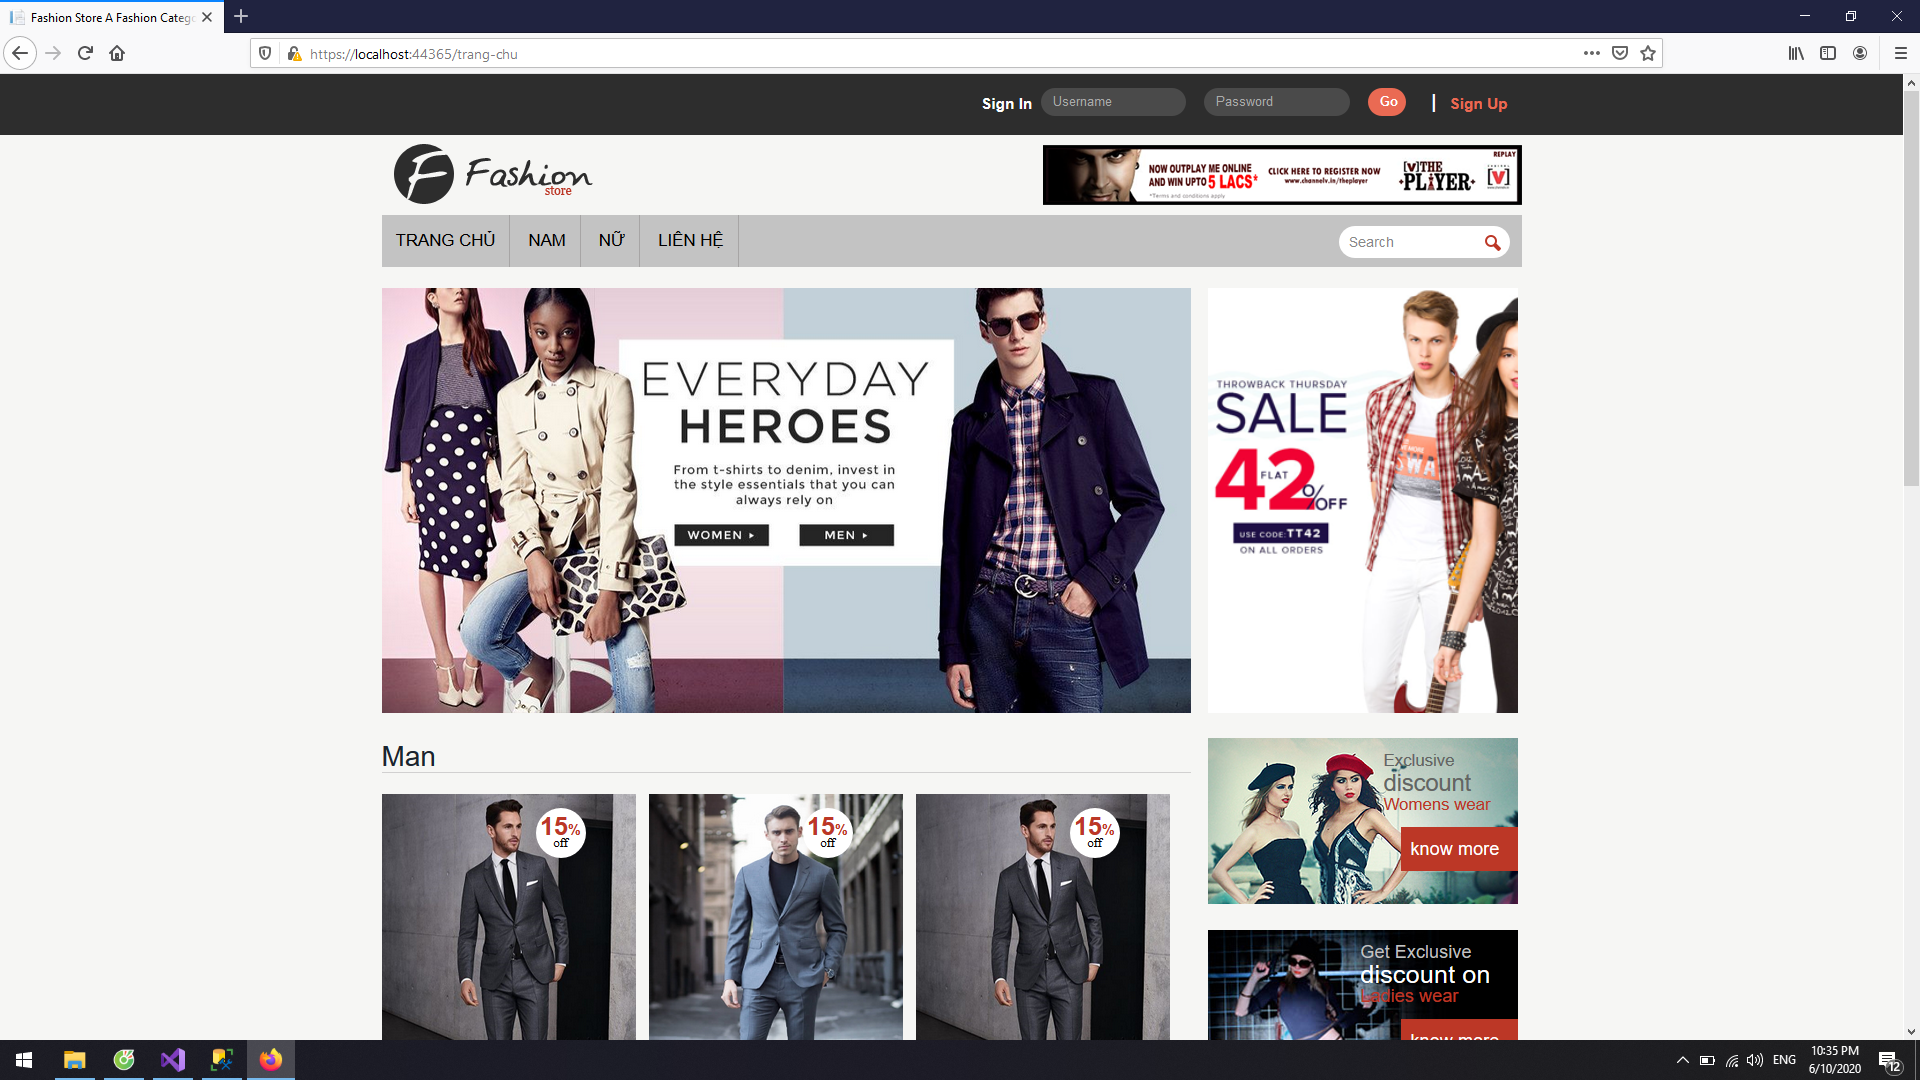 Fashion Store A Fashion Catego
https://localhost:44365/trang-chu
Sign In
Username
Password
Go
|
Sign Up
F Fashion
store
NOW OUTPLAY ME ONLINE
AND WIN UPTO 5 LACS*
*Terms and conditions apply
CLICK HERE TO REGISTER NOW
www.channelv.in/theplayer
[V]THE
PLAYER
REPLAY
[V]
TRANG CHỦ
NAM
NỮ
LIÊN HỆ
Search
EVERYDAY
HEROES
From t-shirts to denim, invest in
the style essentials that you can
always rely on
WOMEN
MEN
THROWBACK THURSDAY
SALE
42% FLAT OFF
USE CODE:TT42
ON ALL ORDERS
Man
15%
off
15%
off
15%
off
Exclusive
discount
Womens wear
know more
Get Exclusive
discount on
Ladies wear
know more
ENG
10:35 PM
6/10/2020
12